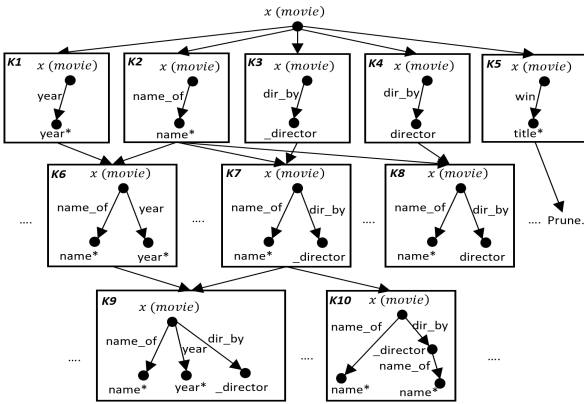 x (movie)
K1 x (movie)
year
year*
K2 x (movie)
name_of
name*
K3 x (movie)
dir_by
_director
K4 x (movie)
dir_by
director
K5 x (movie)
win
title*
K6 x (movie)
name_of year
name* year*
K7 x (movie)
name_of dir_by
name* _director
K8 x (movie)
name_of dir_by
name* director
....
....
....
.... Prune.
K9 x (movie)
name_of year dir_by
name* year* _director
K10 x (movie)
name_of dir_by
_director
name_of
name* name*
....
....
....